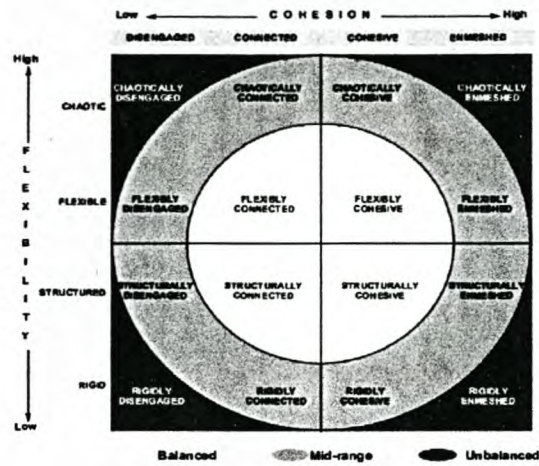 Low COHESION High
DISENGAGED CONNECTED COHESIVE ENMESHED
High
CHAOTICALLY DISENGAGED
CHAOTICALLY CONNECTED
CHAOTICALLY COHESIVE
CHAOTICALLY ENMESHED
CHAOTIC
FLEXIBILITY
FLEXIBLE
FLEXIBLY DISENGAGED
FLEXIBLY CONNECTED
FLEXIBLY COHESIVE
FLEXIBLY ENMESHED
STRUCTURED
STRUCTURALLY DISENGAGED
STRUCTURALLY CONNECTED
STRUCTURALLY COHESIVE
STRUCTURALLY ENMESHED
RIGID
RIGIDLY DISENGAGED
RIGIDLY CONNECTED
RIGIDLY COHESIVE
RIGIDLY ENMESHED
Low
Balanced Mid-range Unbalanced